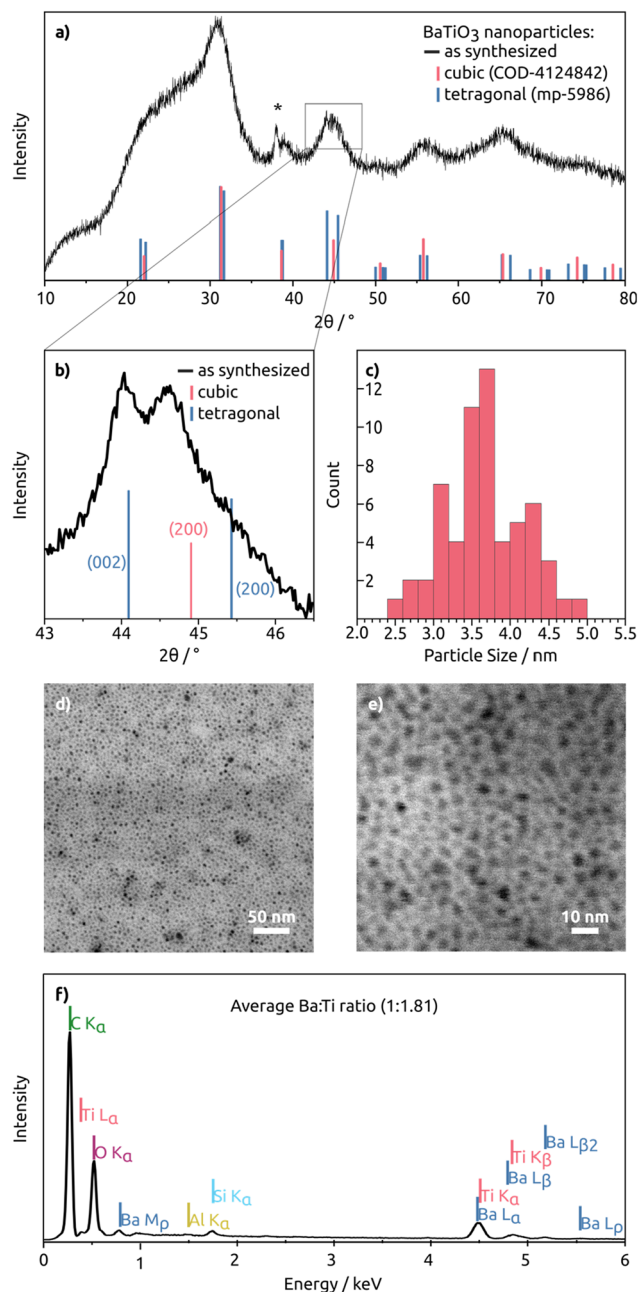 a)
BaTiO3 nanoparticles:
as synthesized
cubic (COD-4124842)
tetragonal (mp-5986)
*
Intensity
10 20 30 40 50 60 70 80
2θ / °
b)
as synthesized
cubic
tetragonal
Intensity
(002)
(200)
(200)
43 44 45 46
2θ / °
c)
Count
12
10
8
6
4
2
2.0 2.5 3.0 3.5 4.0 4.5 5.0 5.5
Particle Size / nm
d)
50 nm
e)
10 nm
f)
Average Ba:Ti ratio (1:1.81)
C Kα
Ti Lα
O Kα
Ba Mρ
Al Kα
Si Kα
Ba Lβ2
Ti Kβ
Ba Lβ
Ti Kα
Ba Lα
Ba Lρ
Intensity
0 1 2 3 4 5 6
Energy / keV